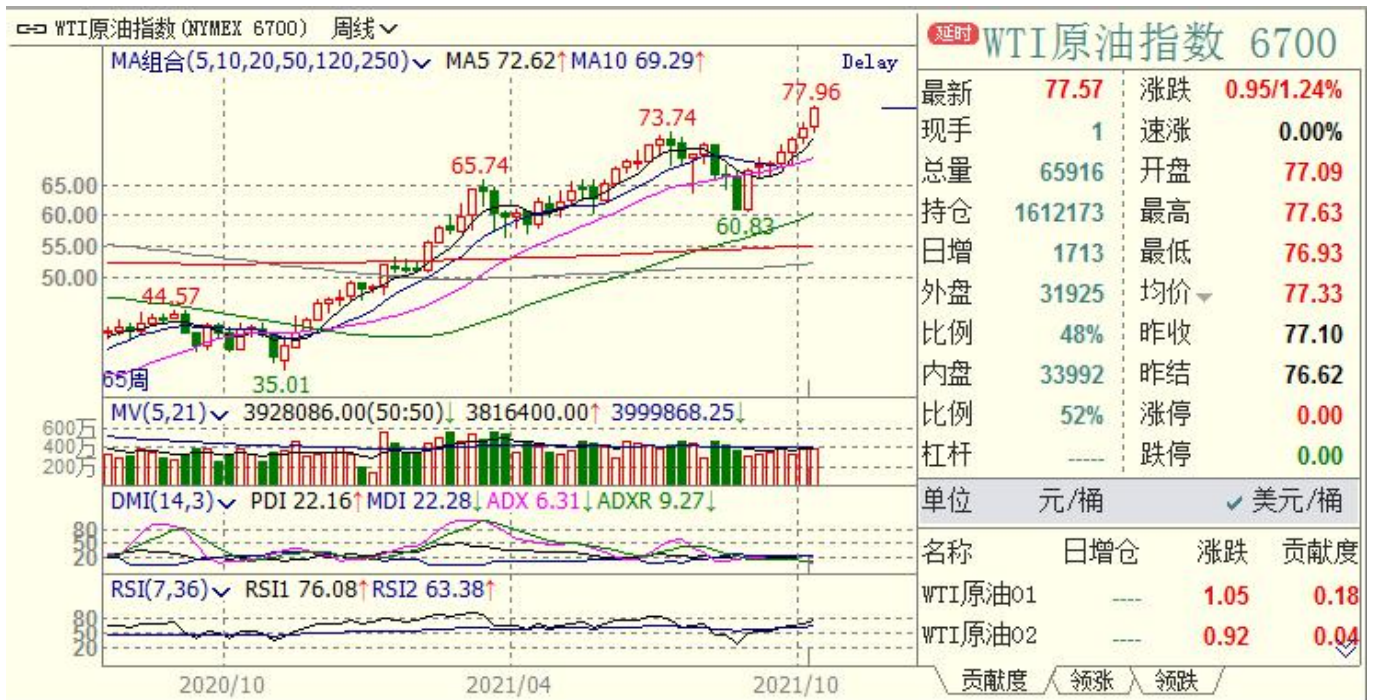 WTI原油指数(NYMEX 6700) 周线
MA组合(5,10,20,50,120,250) MA5 72.62↑MA10 69.29↑ Delay
77.96
73.74
65.74
65.00
60.00
60.83
55.00
50.00
44.57
65周
35.01
MV(5,21) 3928086.00(50:50)↓ 3816400.00↑ 3999868.25↓
600万
400万
200万
DMI(14,3) PDI 22.16↑MDI 22.28↓ADX 6.31↓ADXR 9.27↓
80
50
20
RSI(7,36) RSI1 76.08↑RSI2 63.38↑
80
50
20
2020/10 2021/04 2021/10
延时 WTI原油指数 6700
最新 77.57 涨跌 0.95/1.24%
现手 1 速涨 0.00%
总量 65916 开盘 77.09
持仓 1612173 最高 77.63
日增 1713 最低 76.93
外盘 31925 均价 77.33
比例 48% 昨收 77.10
内盘 33992 昨结 76.62
比例 52% 涨停 0.00
杠杆 ----- 跌停 0.00
单位 元/桶 ✓ 美元/桶
名称 日增仓 涨跌 贡献度
WTI原油01 ---- 1.05 0.18
WTI原油02 ---- 0.92 0.04
贡献度 领涨 领跌